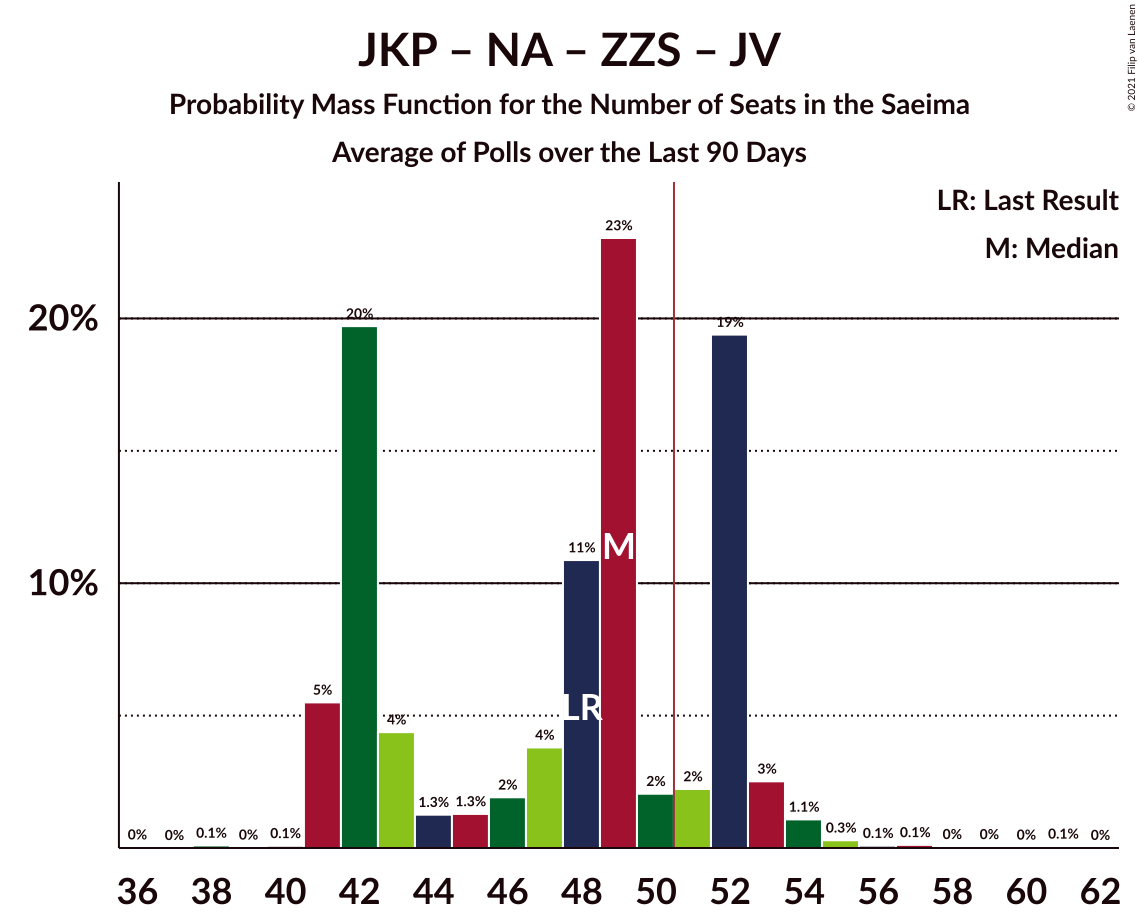 JKP – NA – ZZS – JV
Probability Mass Function for the Number of Seats in the Saeima
Average of Polls over the Last 90 Days
© 2021 Filip van Laenen
LR: Last Result
M: Median
20%
10%
0% 0% 0.1% 0% 0.1% 5% 20% 4% 1.3% 1.3% 2% 4% 11% 23% 2% 2% 19% 3% 1.1% 0.3% 0.1% 0.1% 0% 0% 0% 0.1% 0%
M
LR
36 38 40 42 44 46 48 50 52 54 56 58 60 62